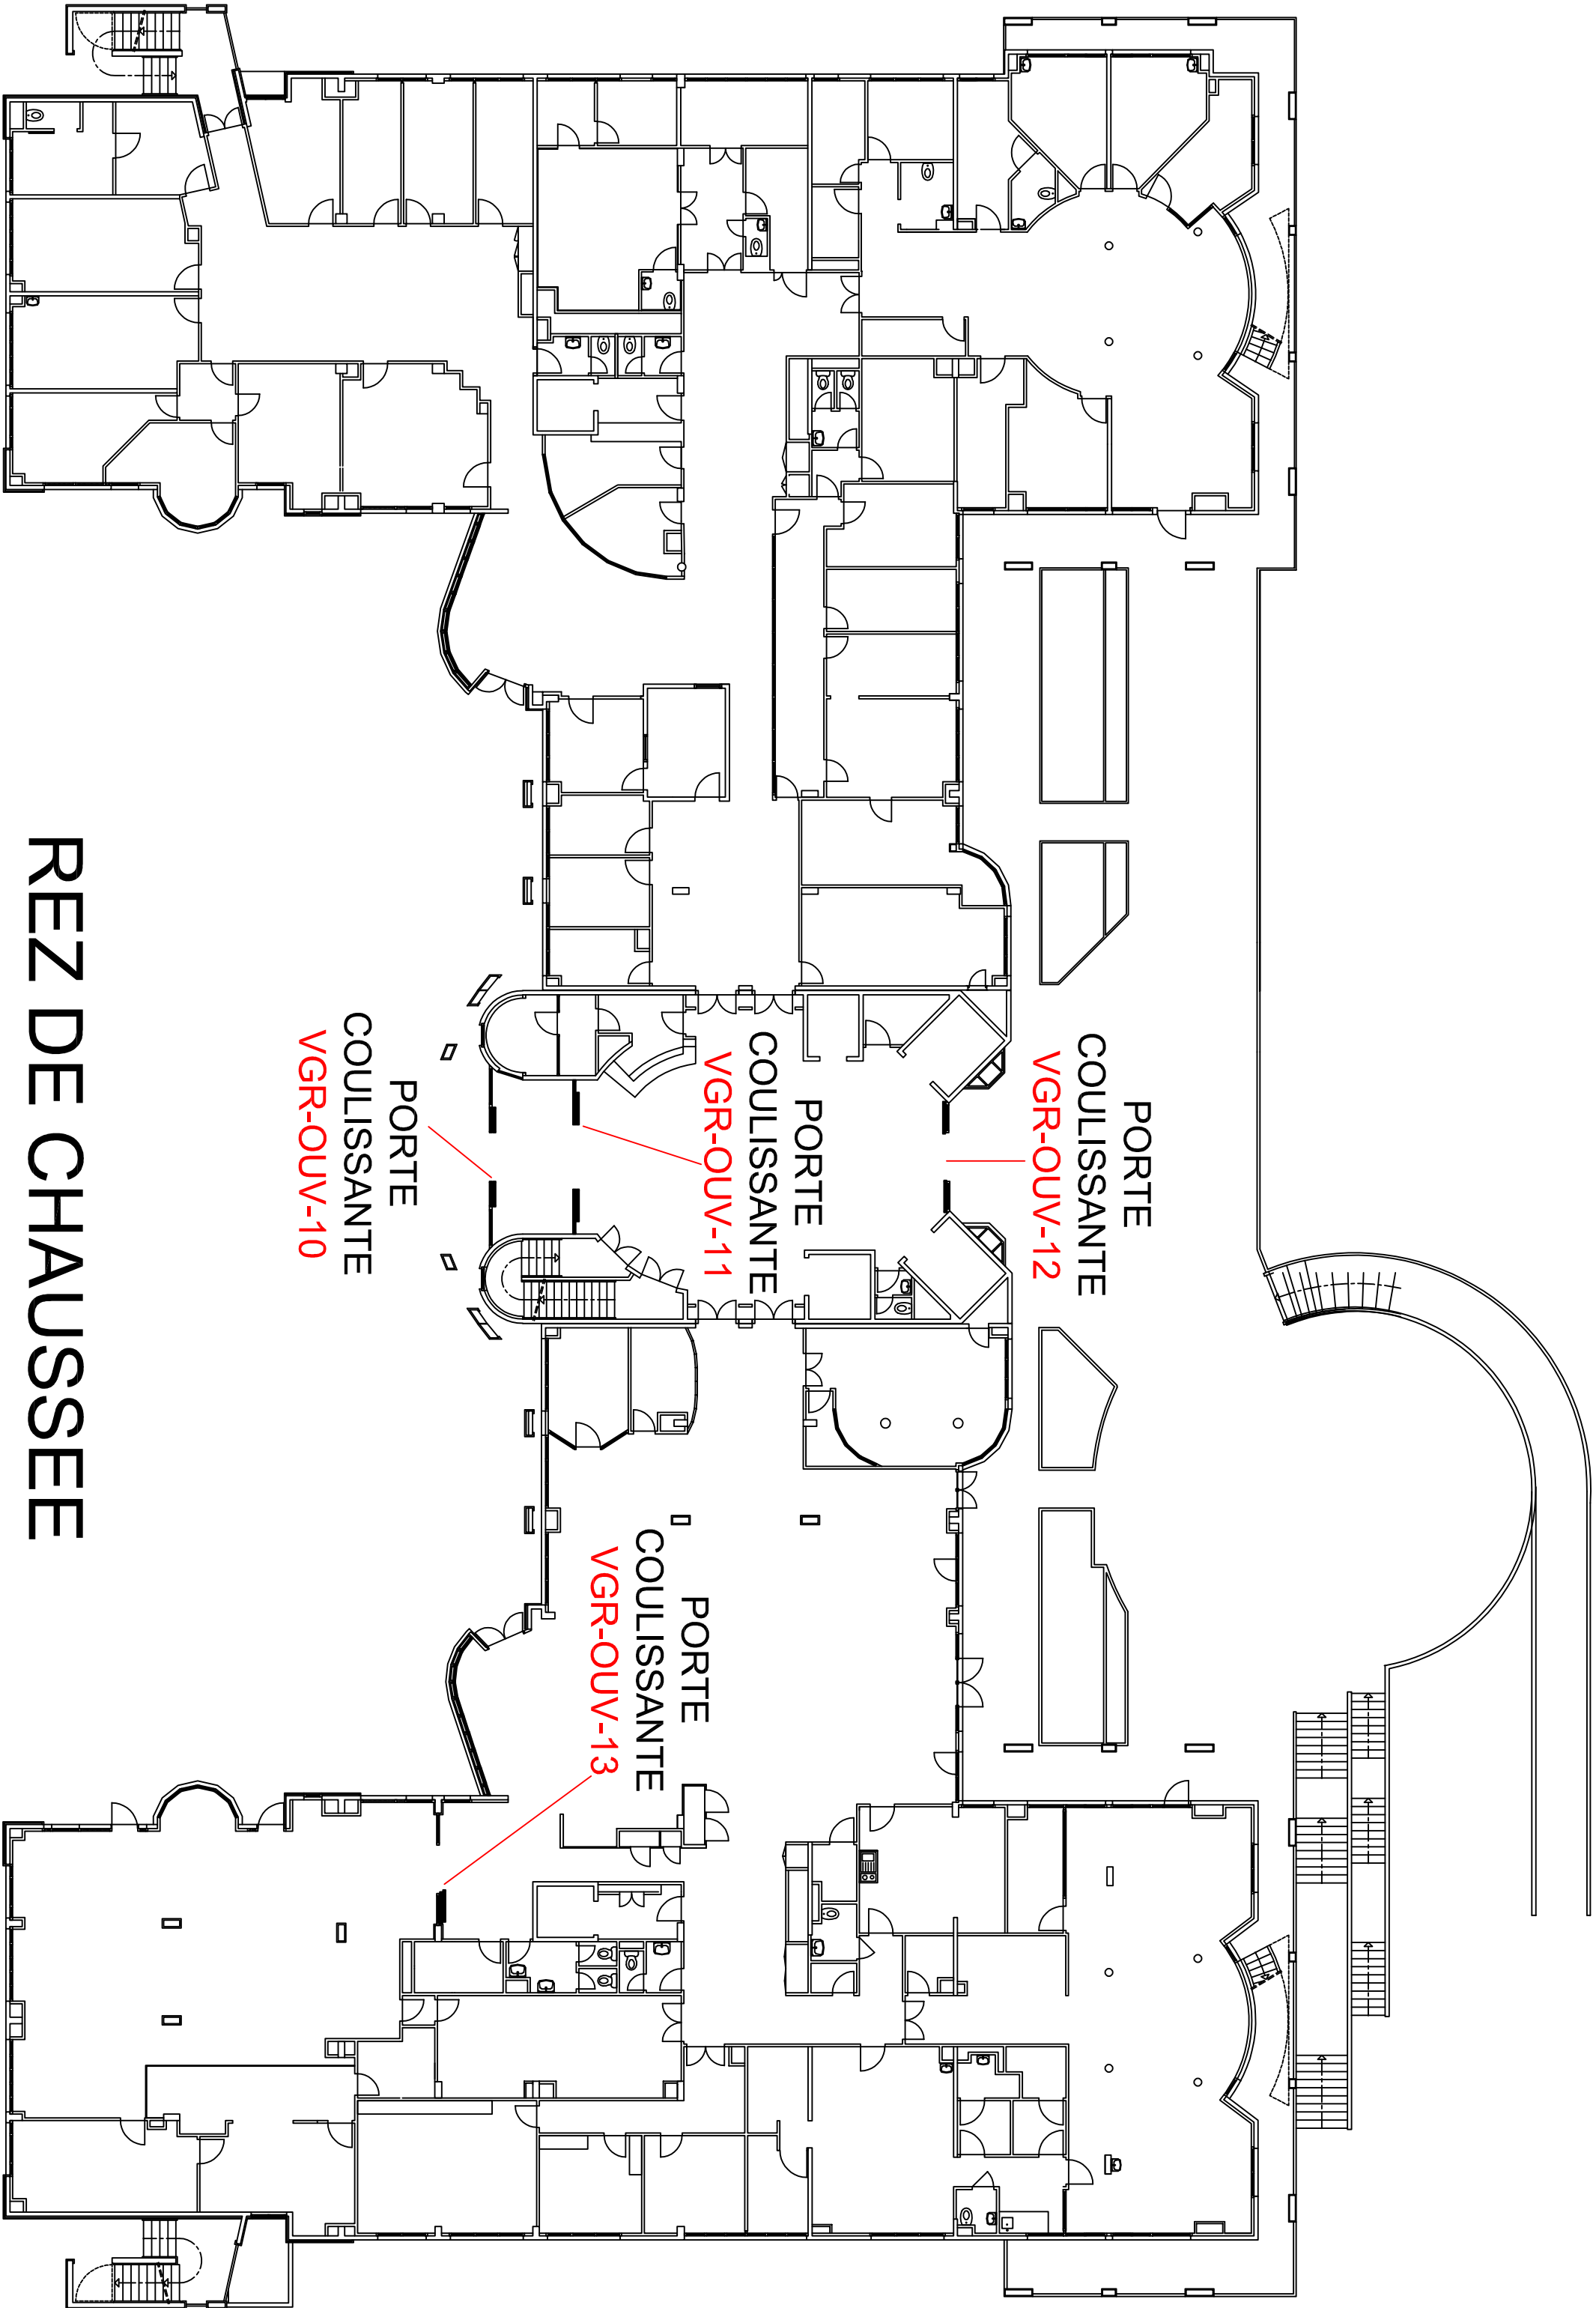 PORTE
COULISSANTE
VGR-OUV-12
PORTE
COULISSANTE
VGR-OUV-11
PORTE
COULISSANTE
VGR-OUV-10
PORTE
COULISSANTE
VGR-OUV-13
REZ DE CHAUSSEE